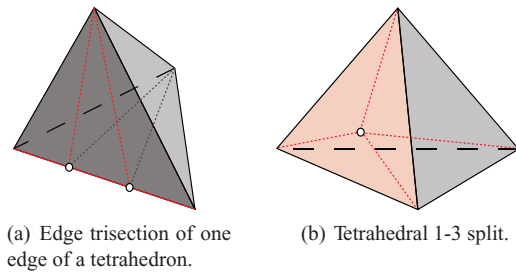 (a) Edge trisection of one
edge of a tetrahedron.
(b) Tetrahedral 1-3 split.